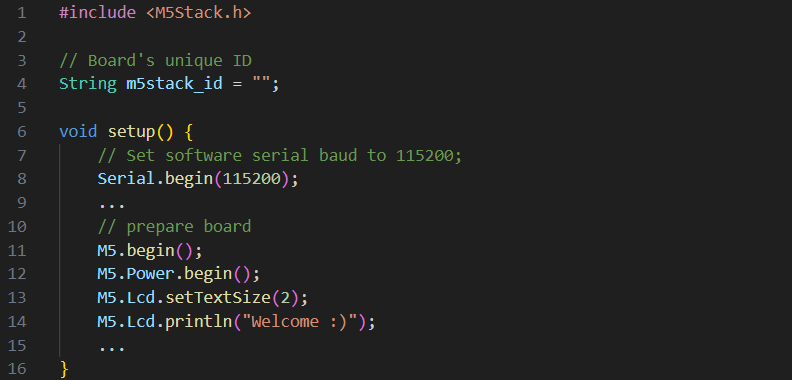 1 #include <M5Stack.h>
2
3 // Board's unique ID
4 String m5stack_id = "";
5
6 void setup() {
7     // Set software serial baud to 115200;
8     Serial.begin(115200);
9     ...
10     // prepare board
11     M5.begin();
12     M5.Power.begin();
13     M5.Lcd.setTextSize(2);
14     M5.Lcd.println("Welcome :)");
15     ...
16 }